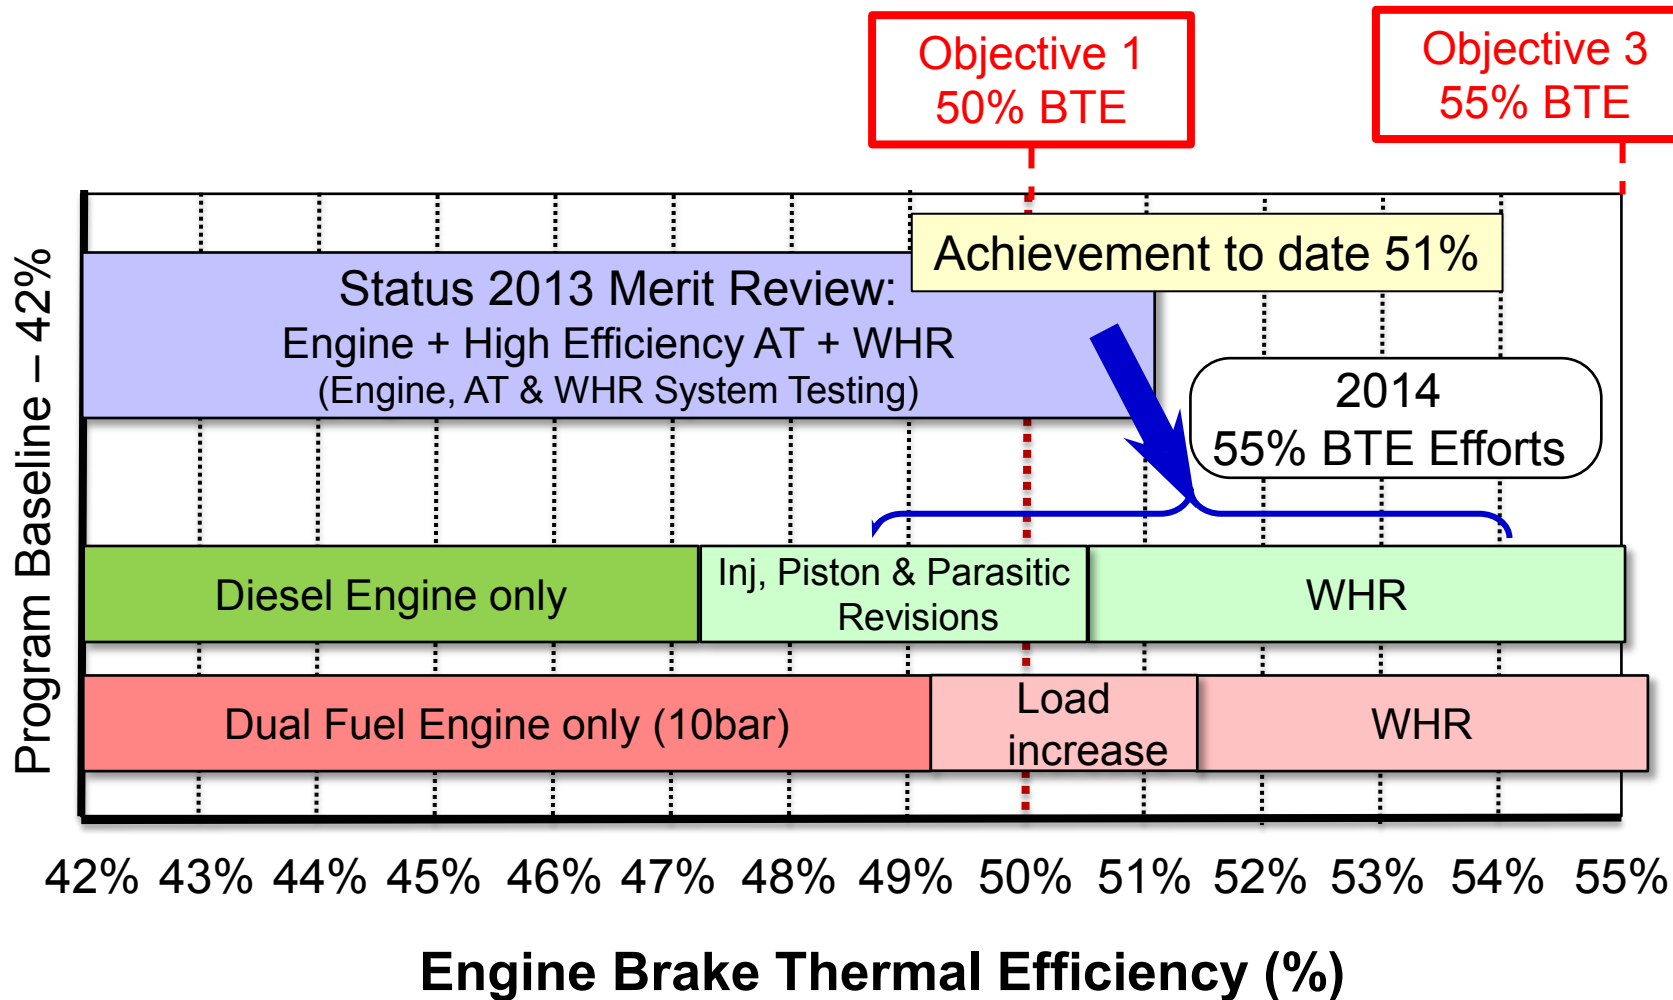 Objective 1
50% BTE
Objective 3
55% BTE
Program Baseline – 42%
Achievement to date 51%
Status 2013 Merit Review:
Engine + High Efficiency AT + WHR
(Engine, AT & WHR System Testing)
2014
55% BTE Efforts
Diesel Engine only
Inj, Piston & Parasitic
Revisions
WHR
Dual Fuel Engine only (10bar)
Load
increase
WHR
42% 43% 44% 45% 46% 47% 48% 49% 50% 51% 52% 53% 54% 55%
Engine Brake Thermal Efficiency (%)